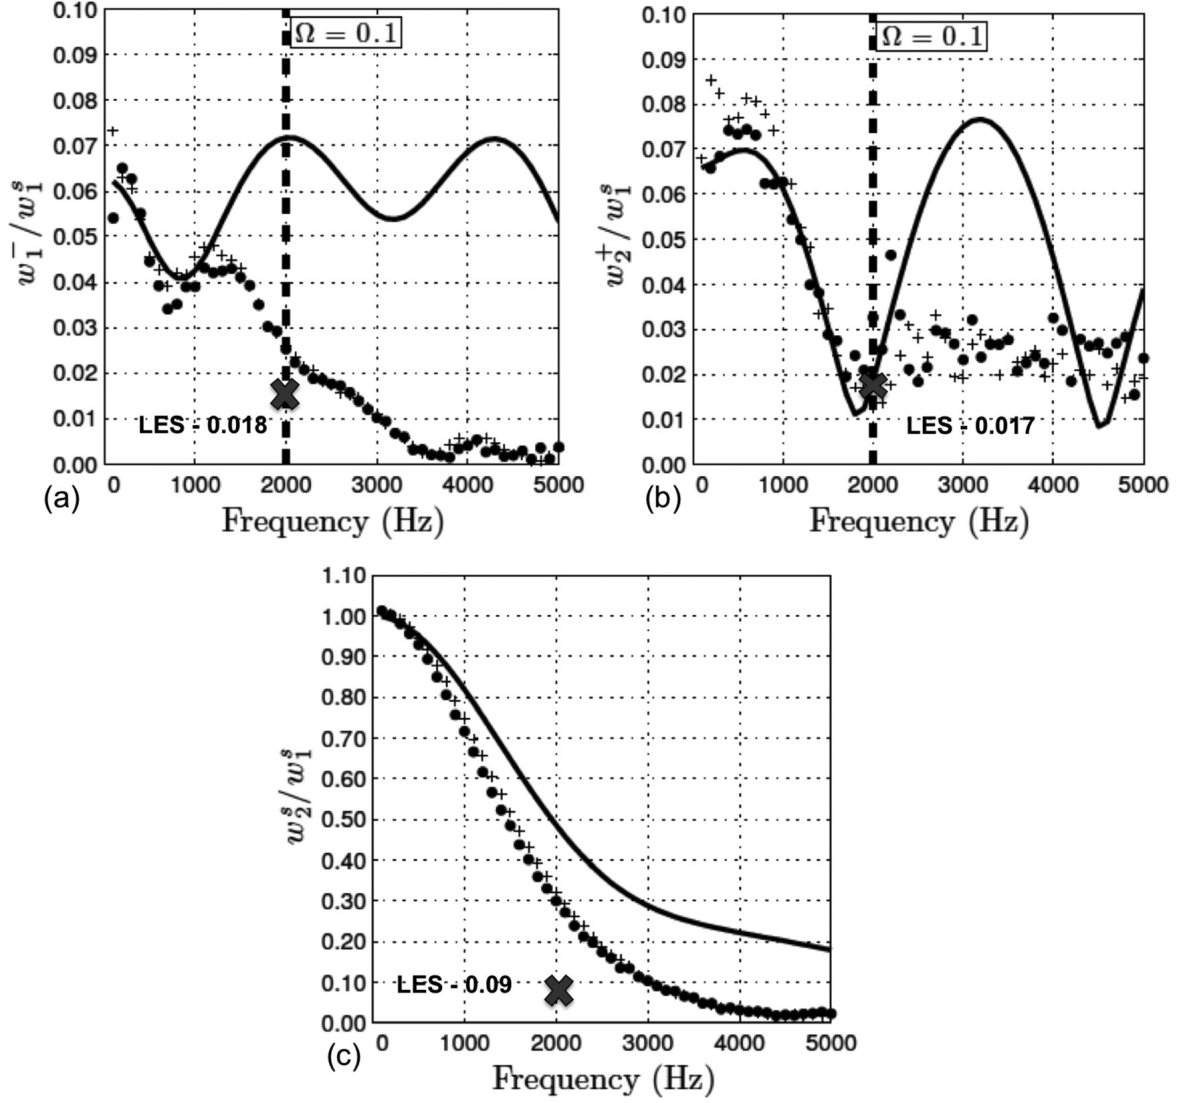 0.10
0.09
0.08
0.07
0.06
0.05
0.04
0.03
0.02
0.01
0.00
w₁⁻/w₁ˢ
Ω = 0.1
LES - 0.018
0 1000 2000 3000 4000 5000
(a)
Frequency (Hz)
0.10
0.09
0.08
0.07
0.06
0.05
0.04
0.03
0.02
0.01
0.00
w₂⁺/w₁ˢ
Ω = 0.1
LES - 0.017
0 1000 2000 3000 4000 5000
(b)
Frequency (Hz)
1.10
1.00
0.90
0.80
0.70
0.60
0.50
0.40
0.30
0.20
0.10
0.00
w₂ˢ/w₁ˢ
LES - 0.09
0 1000 2000 3000 4000 5000
(c)
Frequency (Hz)